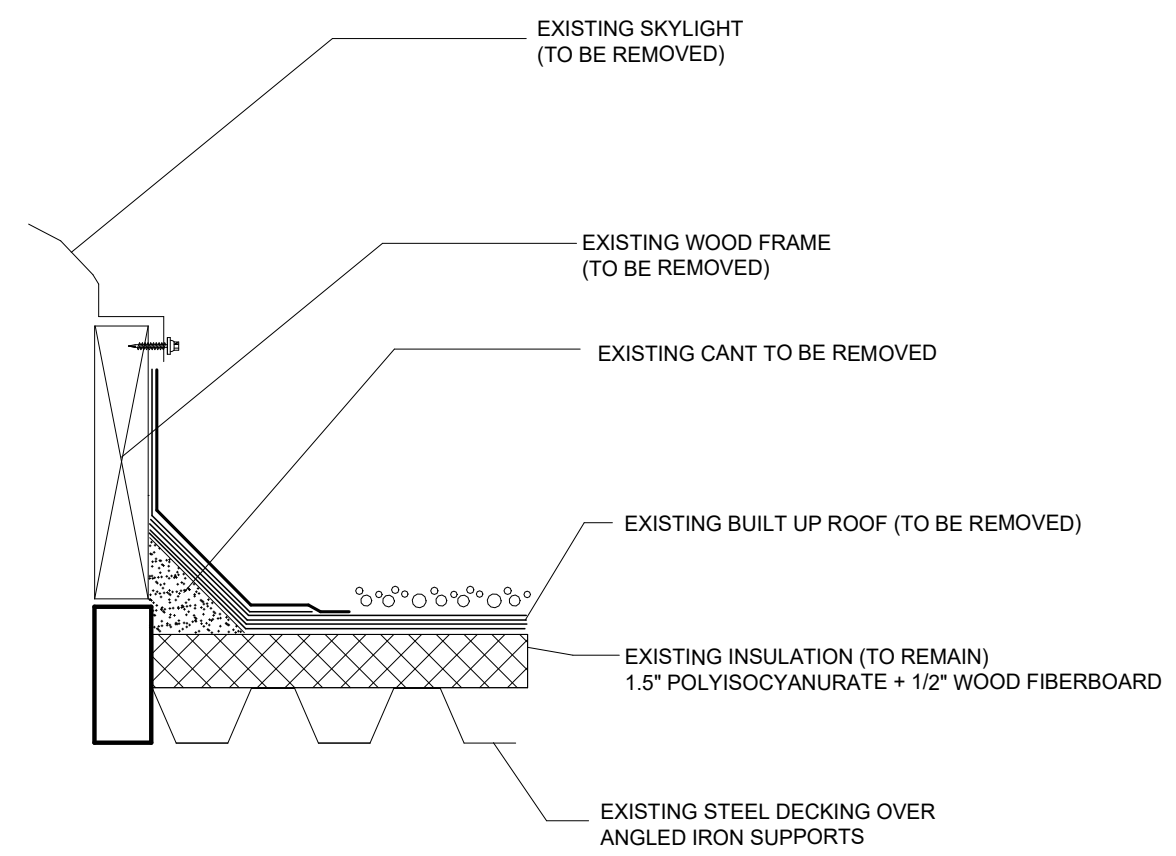 EXISTING SKYLIGHT
(TO BE REMOVED)
EXISTING WOOD FRAME
(TO BE REMOVED)
EXISTING CANT TO BE REMOVED
EXISTING BUILT UP ROOF (TO BE REMOVED)
EXISTING INSULATION (TO REMAIN)
1.5" POLYISOCYANURATE + 1/2" WOOD FIBERBOARD
EXISTING STEEL DECKING OVER
ANGLED IRON SUPPORTS